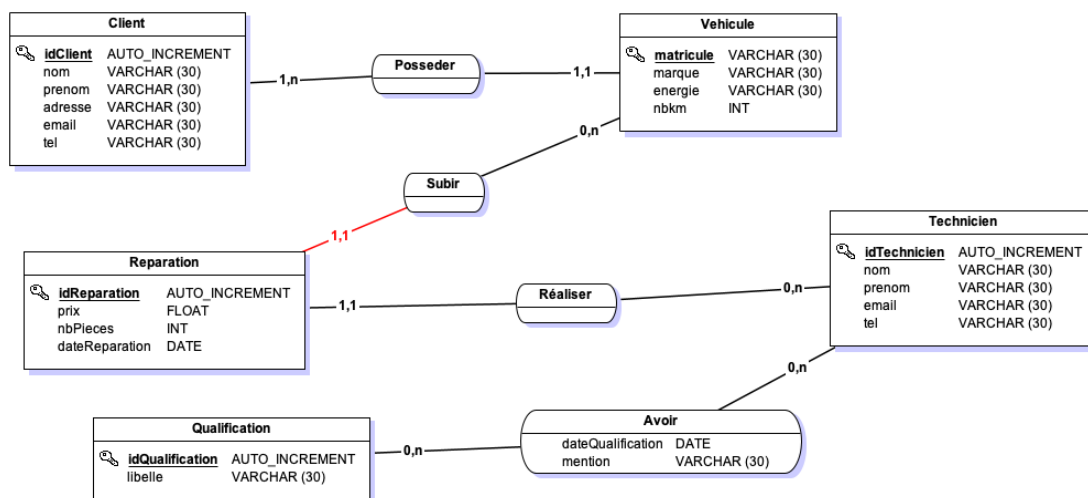 Client
idClient AUTO_INCREMENT
nom VARCHAR (30)
prenom VARCHAR (30)
adresse VARCHAR (30)
email VARCHAR (30)
tel VARCHAR (30)
1,n
Posseder
1,1
Vehicule
matricule VARCHAR (30)
marque VARCHAR (30)
energie VARCHAR (30)
nbkm INT
0,n
Subir
1,1
Reparation
idReparation AUTO_INCREMENT
prix FLOAT
nbPieces INT
dateReparation DATE
1,1
Réaliser
0,n
Technicien
idTechnicien AUTO_INCREMENT
nom VARCHAR (30)
prenom VARCHAR (30)
email VARCHAR (30)
tel VARCHAR (30)
0,n
Avoir
dateQualification DATE
mention VARCHAR (30)
0,n
Qualification
idQualification AUTO_INCREMENT
libelle VARCHAR (30)